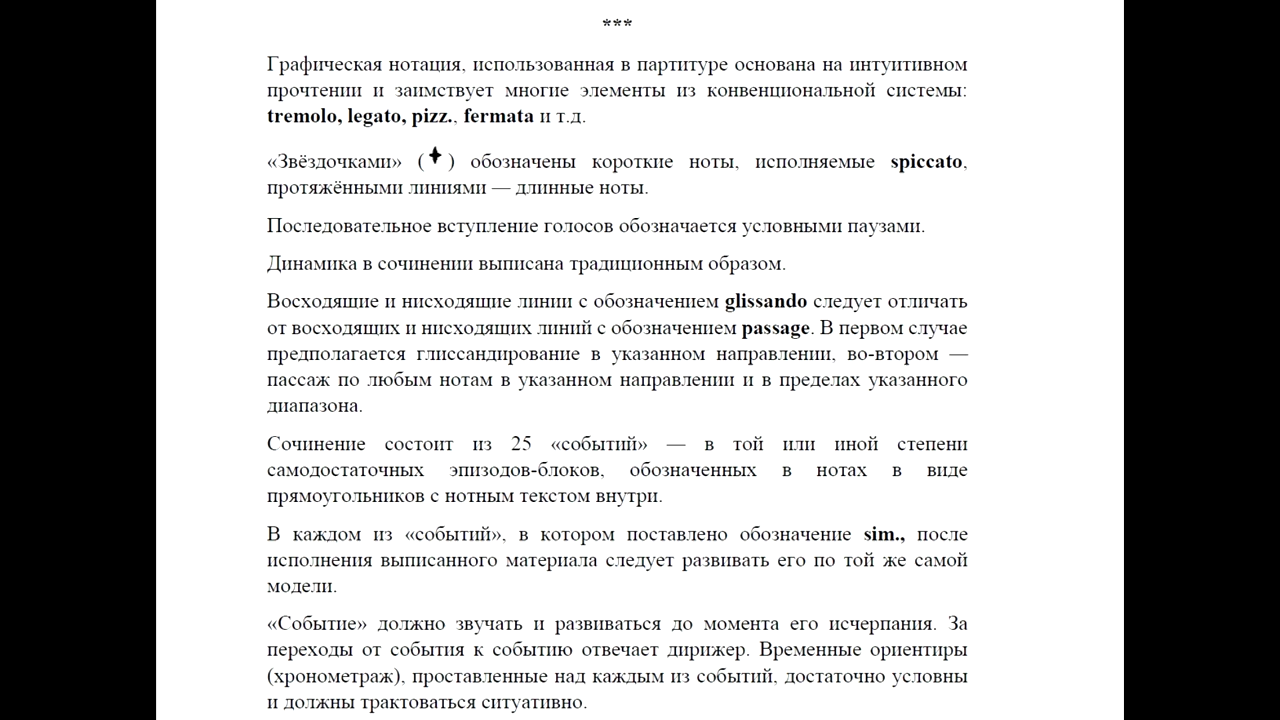 ***
Графическая нотация, использованная в партитуре основана на интуитивном
прочтении и заимствует многие элементы из конвенциональной системы:
tremolo, legato, pizz., fermata и т.д.
«Звёздочками» (✦) обозначены короткие ноты, исполняемые spiccato,
протяжёнными линиями — длинные ноты.
Последовательное вступление голосов обозначается условными паузами.
Динамика в сочинении выписана традиционным образом.
Восходящие и нисходящие линии с обозначением glissando следует отличать
от восходящих и нисходящих линий с обозначением passage. В первом случае
предполагается глиссандирование в указанном направлении, во-втором —
пассаж по любым нотам в указанном направлении и в пределах указанного
диапазона.
Сочинение состоит из 25 «событий» — в той или иной степени
самодостаточных эпизодов-блоков, обозначенных в нотах в виде
прямоугольников с нотным текстом внутри.
В каждом из «событий», в котором поставлено обозначение sim., после
исполнения выписанного материала следует развивать его по той же самой
модели.
«Событие» должно звучать и развиваться до момента его исчерпания. За
переходы от события к событию отвечает дирижер. Временные ориентиры
(хронометраж), проставленные над каждым из событий, достаточно условны
и должны трактоваться ситуативно.